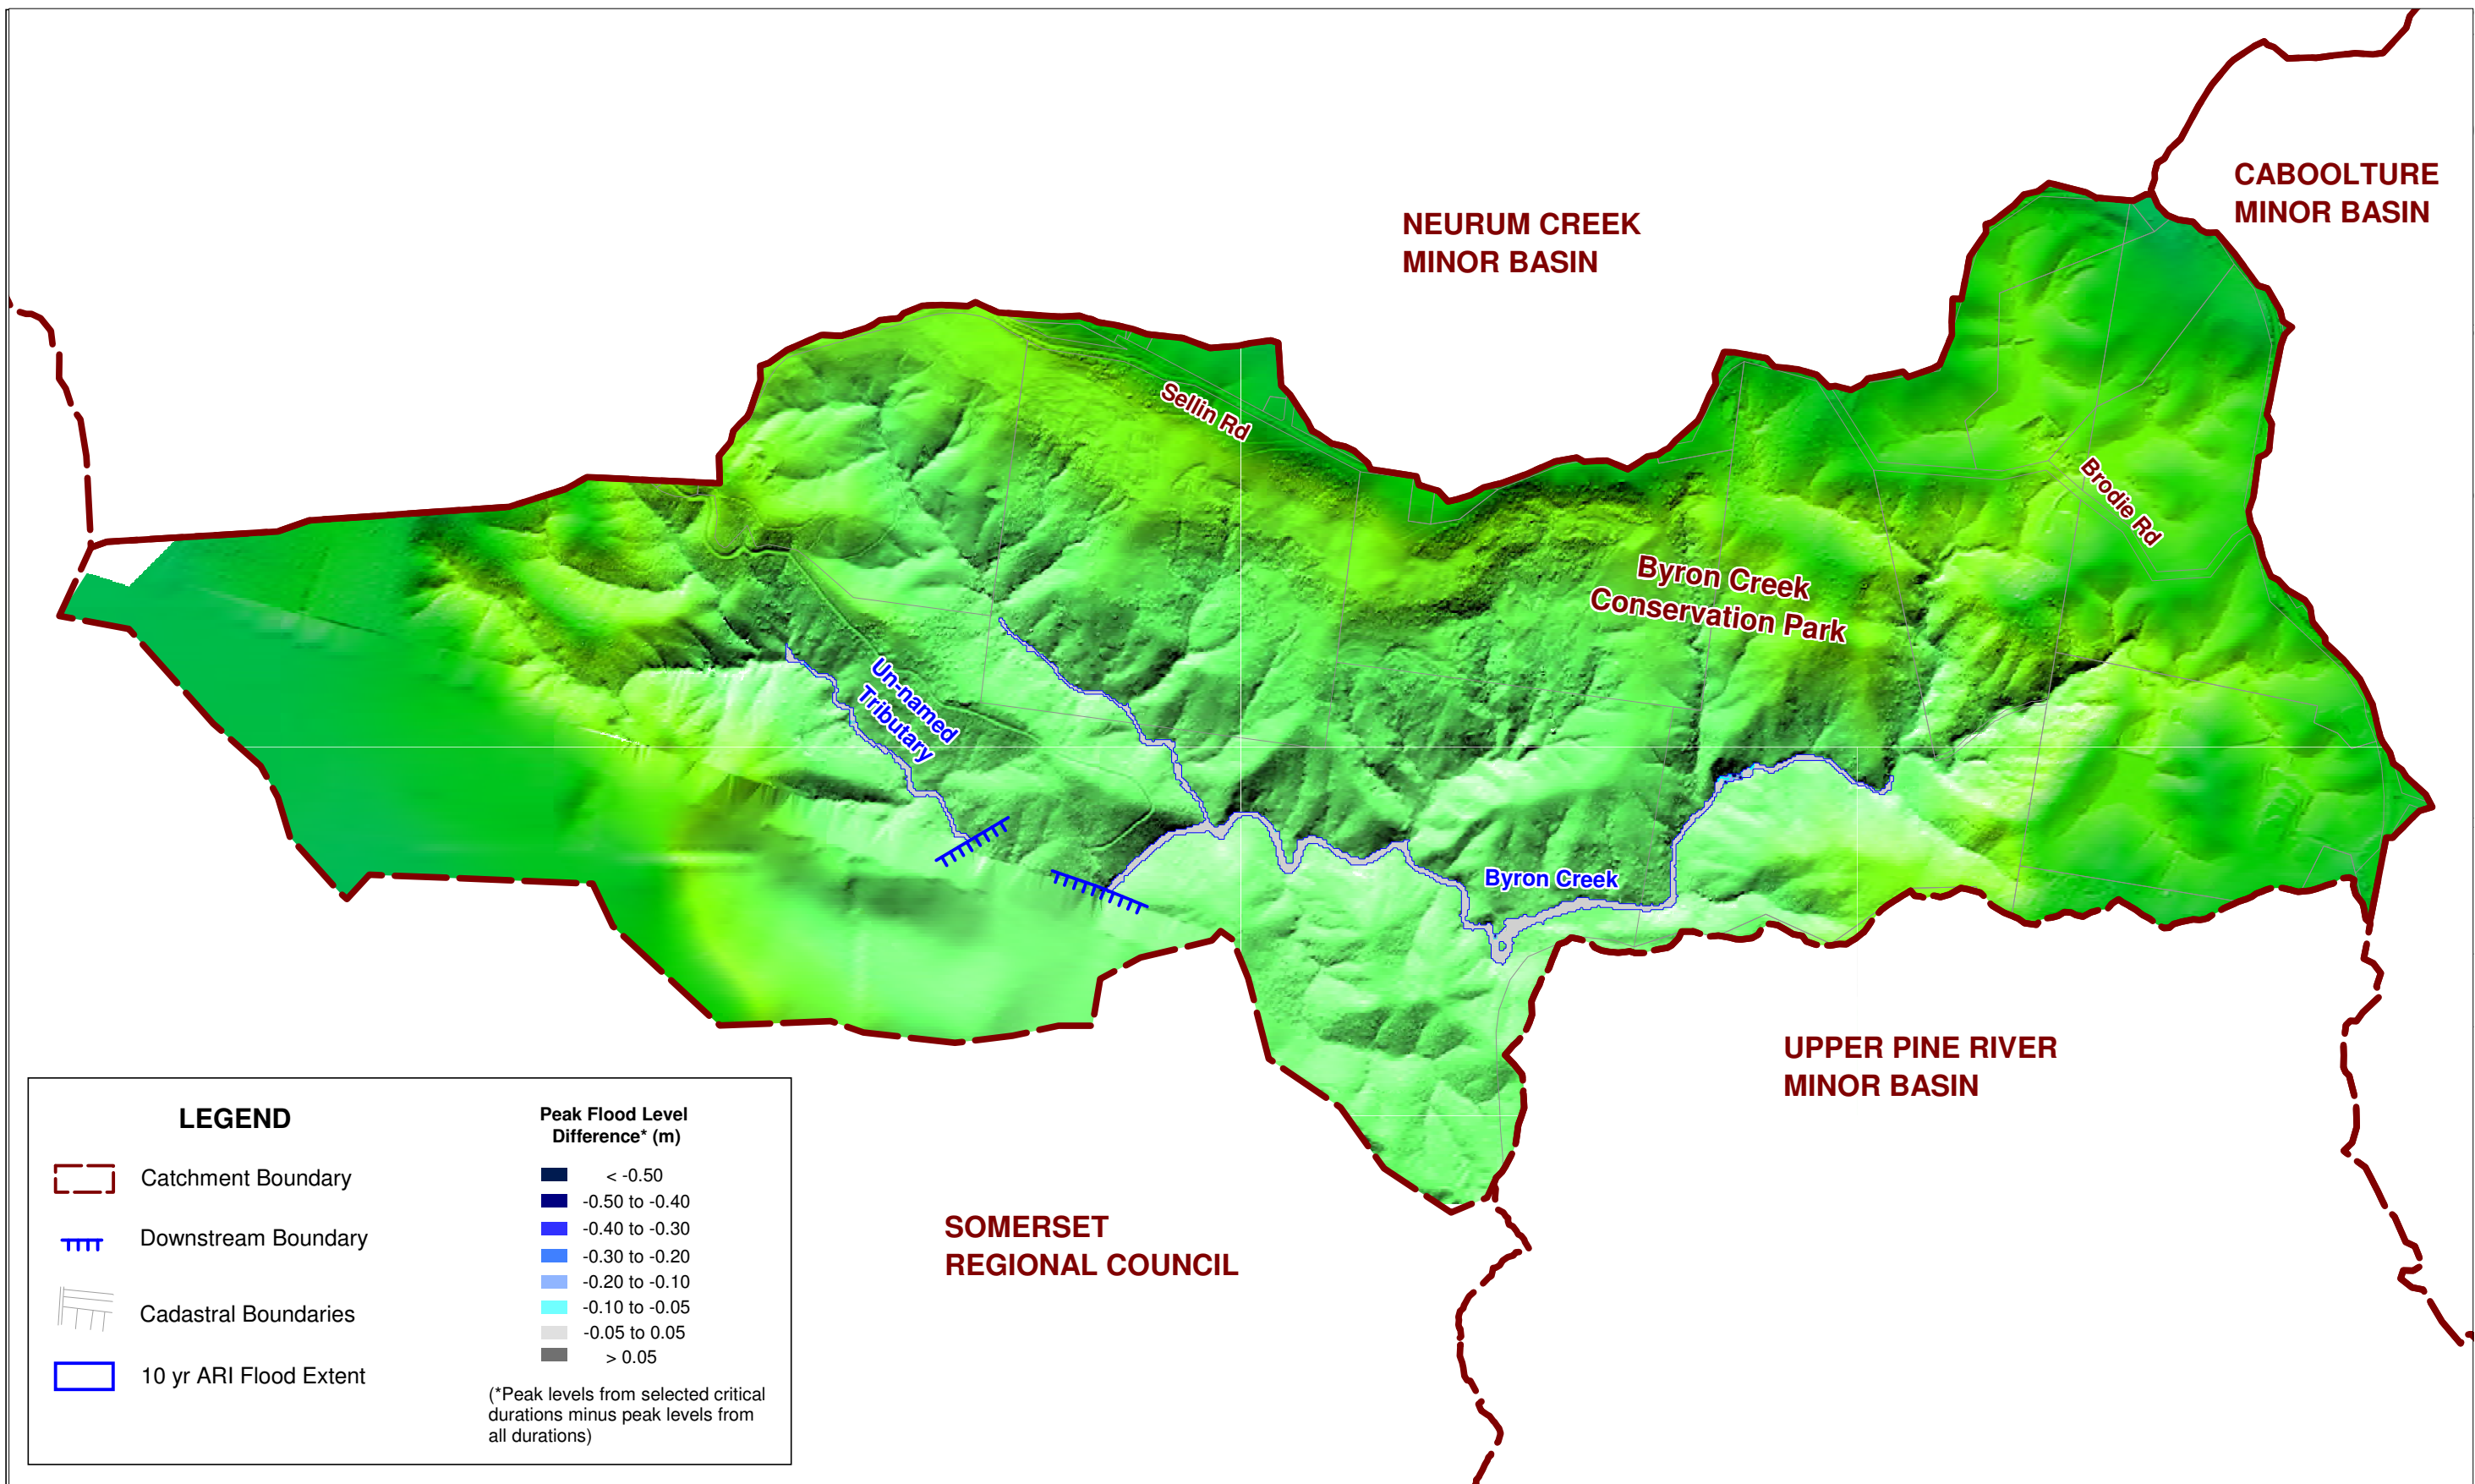 CABOOLTURE
MINOR BASIN
NEURUM CREEK
MINOR BASIN
Sellin Rd
Brodie Rd
Byron Creek
Conservation Park
Un-named
Tributary
Byron Creek
UPPER PINE RIVER
MINOR BASIN
SOMERSET
REGIONAL COUNCIL
LEGEND
Catchment Boundary
Downstream Boundary
Cadastral Boundaries
10 yr ARI Flood Extent
Peak Flood Level
Difference* (m)
< -0.50
-0.50 to -0.40
-0.40 to -0.30
-0.30 to -0.20
-0.20 to -0.10
-0.10 to -0.05
-0.05 to 0.05
> 0.05
(*Peak levels from selected critical
durations minus peak levels from
all durations)